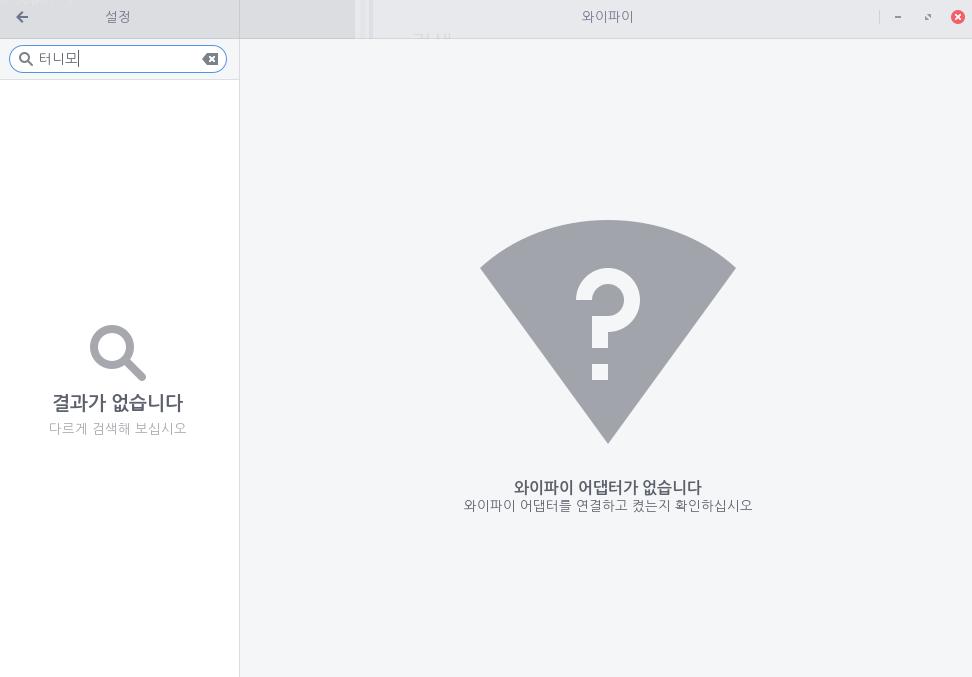 설정
와이파이
터니모
결과가 없습니다
다르게 검색해 보십시오
와이파이 어댑터가 없습니다
와이파이 어댑터를 연결하고 켰는지 확인하십시오